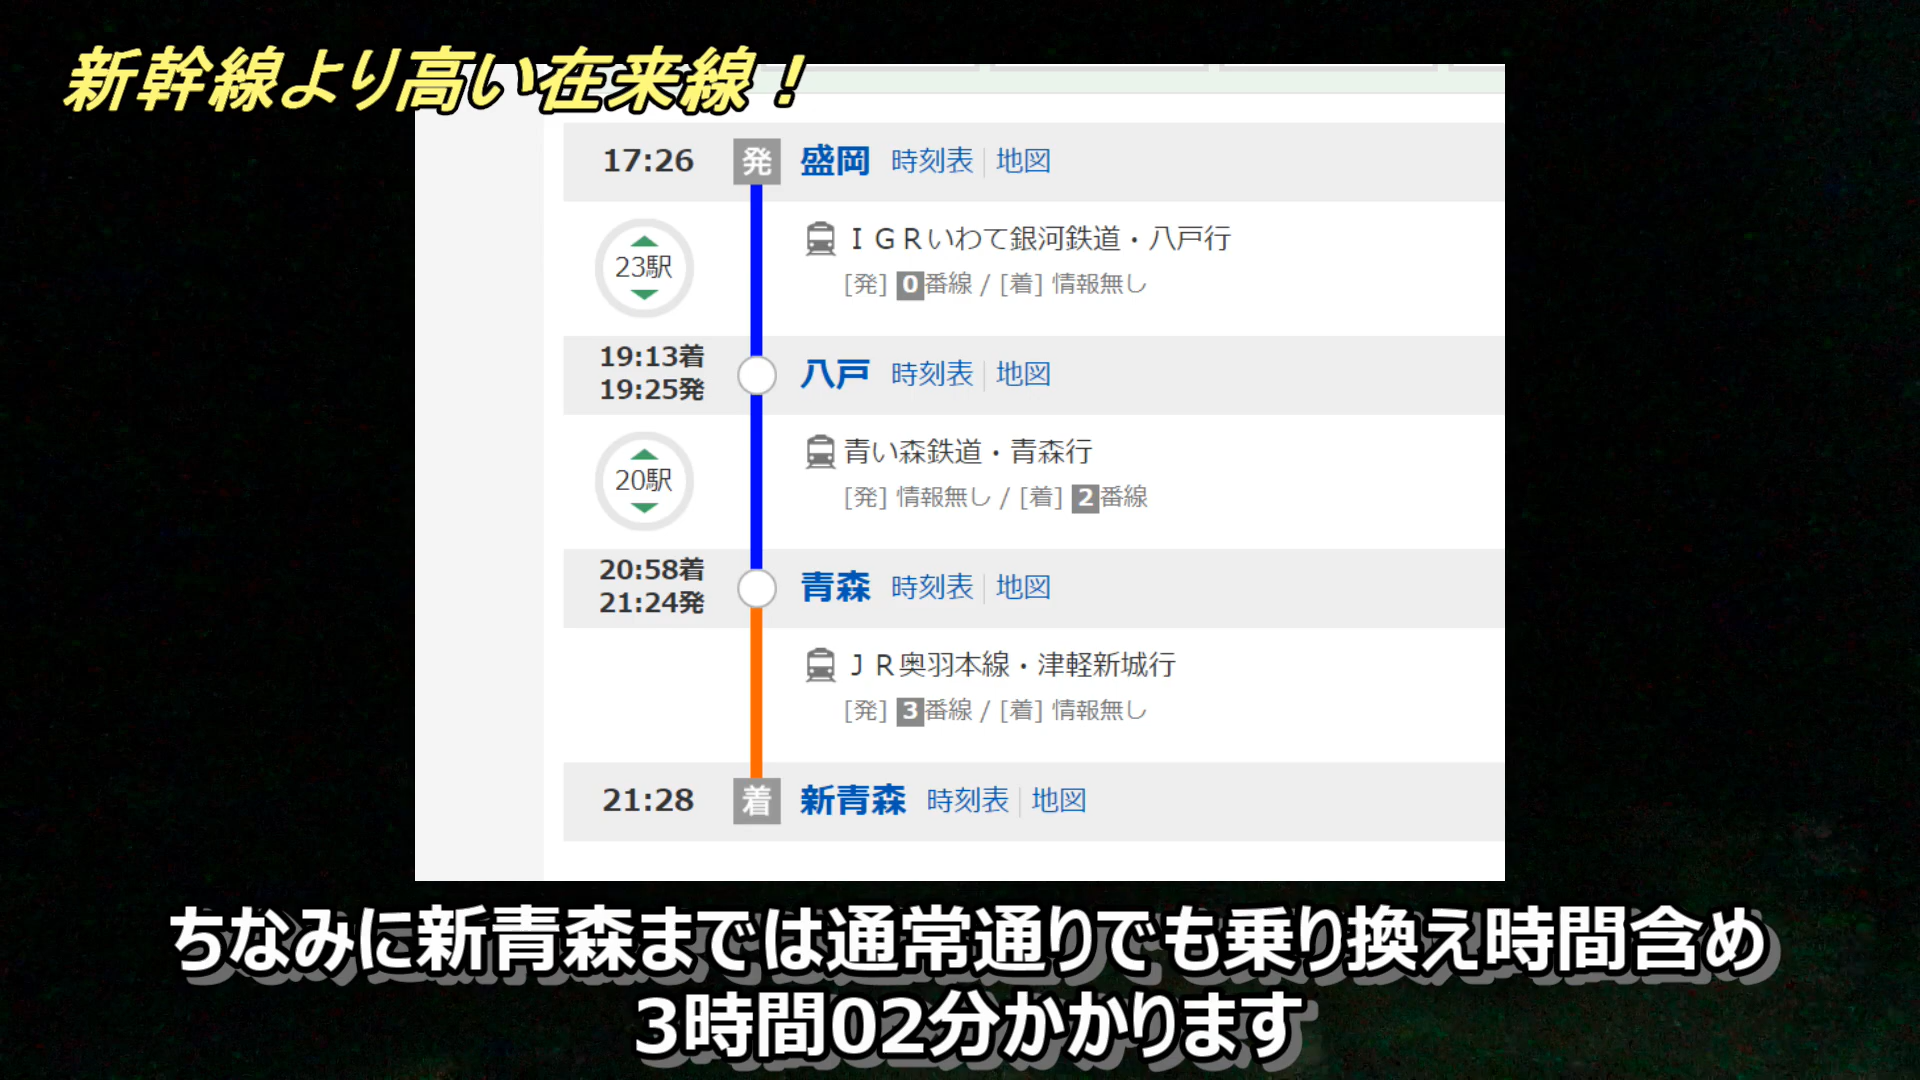 新幹線より高い在来線！
17:26 発 盛岡 時刻表 地図
23駅
ＩＧＲいわて銀河鉄道・八戸行
[発] 0番線 / [着] 情報無し
19:13着
19:25発
八戸 時刻表 地図
20駅
青い森鉄道・青森行
[発] 情報無し / [着] 2番線
20:58着
21:24発
青森 時刻表 地図
ＪＲ奥羽本線・津軽新城行
[発] 3番線 / [着] 情報無し
21:28 着 新青森 時刻表 地図
ちなみに新青森までは通常通りでも乗り換え時間含め
3時間02分かかります